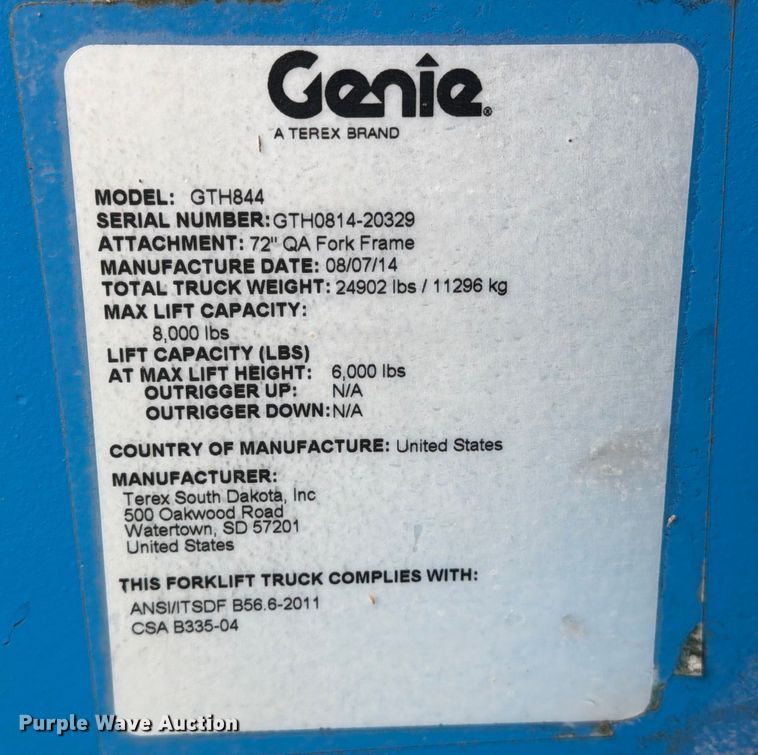 Genie®
A TEREX BRAND
MODEL: GTH844
SERIAL NUMBER:GTH0814-20329
ATTACHMENT: 72" QA Fork Frame
MANUFACTURE DATE: 08/07/14
TOTAL TRUCK WEIGHT: 24902 lbs / 11296 kg
MAX LIFT CAPACITY:
8,000 lbs
LIFT CAPACITY (LBS)
AT MAX LIFT HEIGHT: 6,000 lbs
OUTRIGGER UP: N/A
OUTRIGGER DOWN:N/A
COUNTRY OF MANUFACTURE: United States
MANUFACTURER:
Terex South Dakota, Inc
500 Oakwood Road
Watertown, SD 57201
United States
THIS FORKLIFT TRUCK COMPLIES WITH:
ANSI/ITSDF B56.6-2011
CSA B335-04
Purple Wave Auction